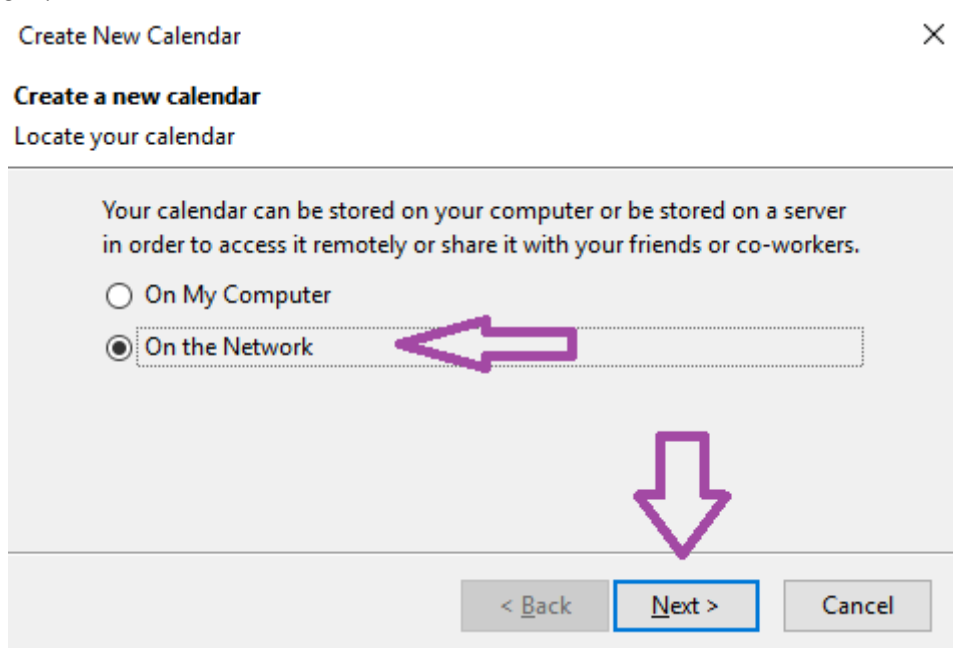 Create New Calendar
Create a new calendar
Locate your calendar
Your calendar can be stored on your computer or be stored on a server
in order to access it remotely or share it with your friends or co-workers.
On My Computer
On the Network
< Back Next > Cancel